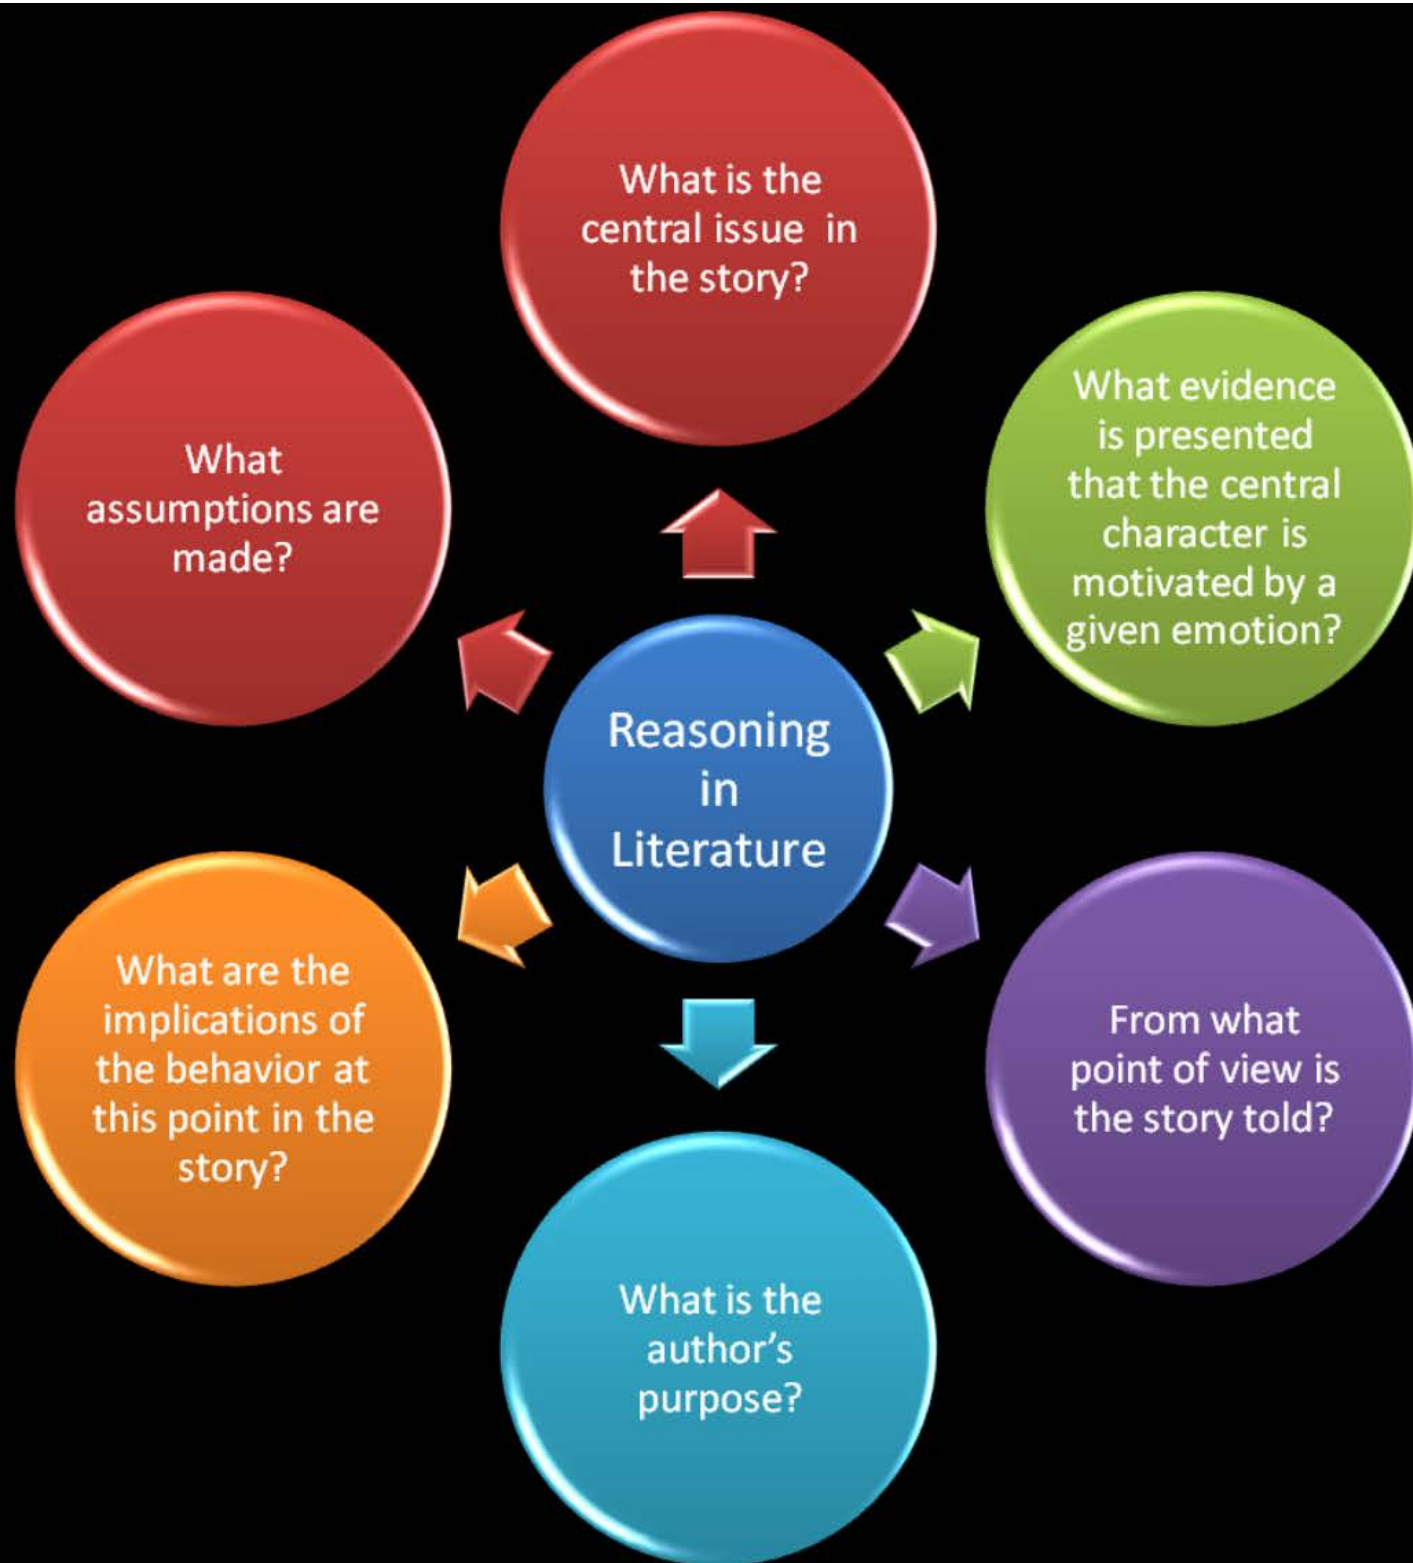 What is the
central issue in
the story?
What evidence
is presented
that the central
character is
motivated by a
given emotion?
From what
point of view is
the story told?
What is the
author’s
purpose?
What are the
implications of
the behavior at
this point in the
story?
What
assumptions are
made?
Reasoning
in
Literature